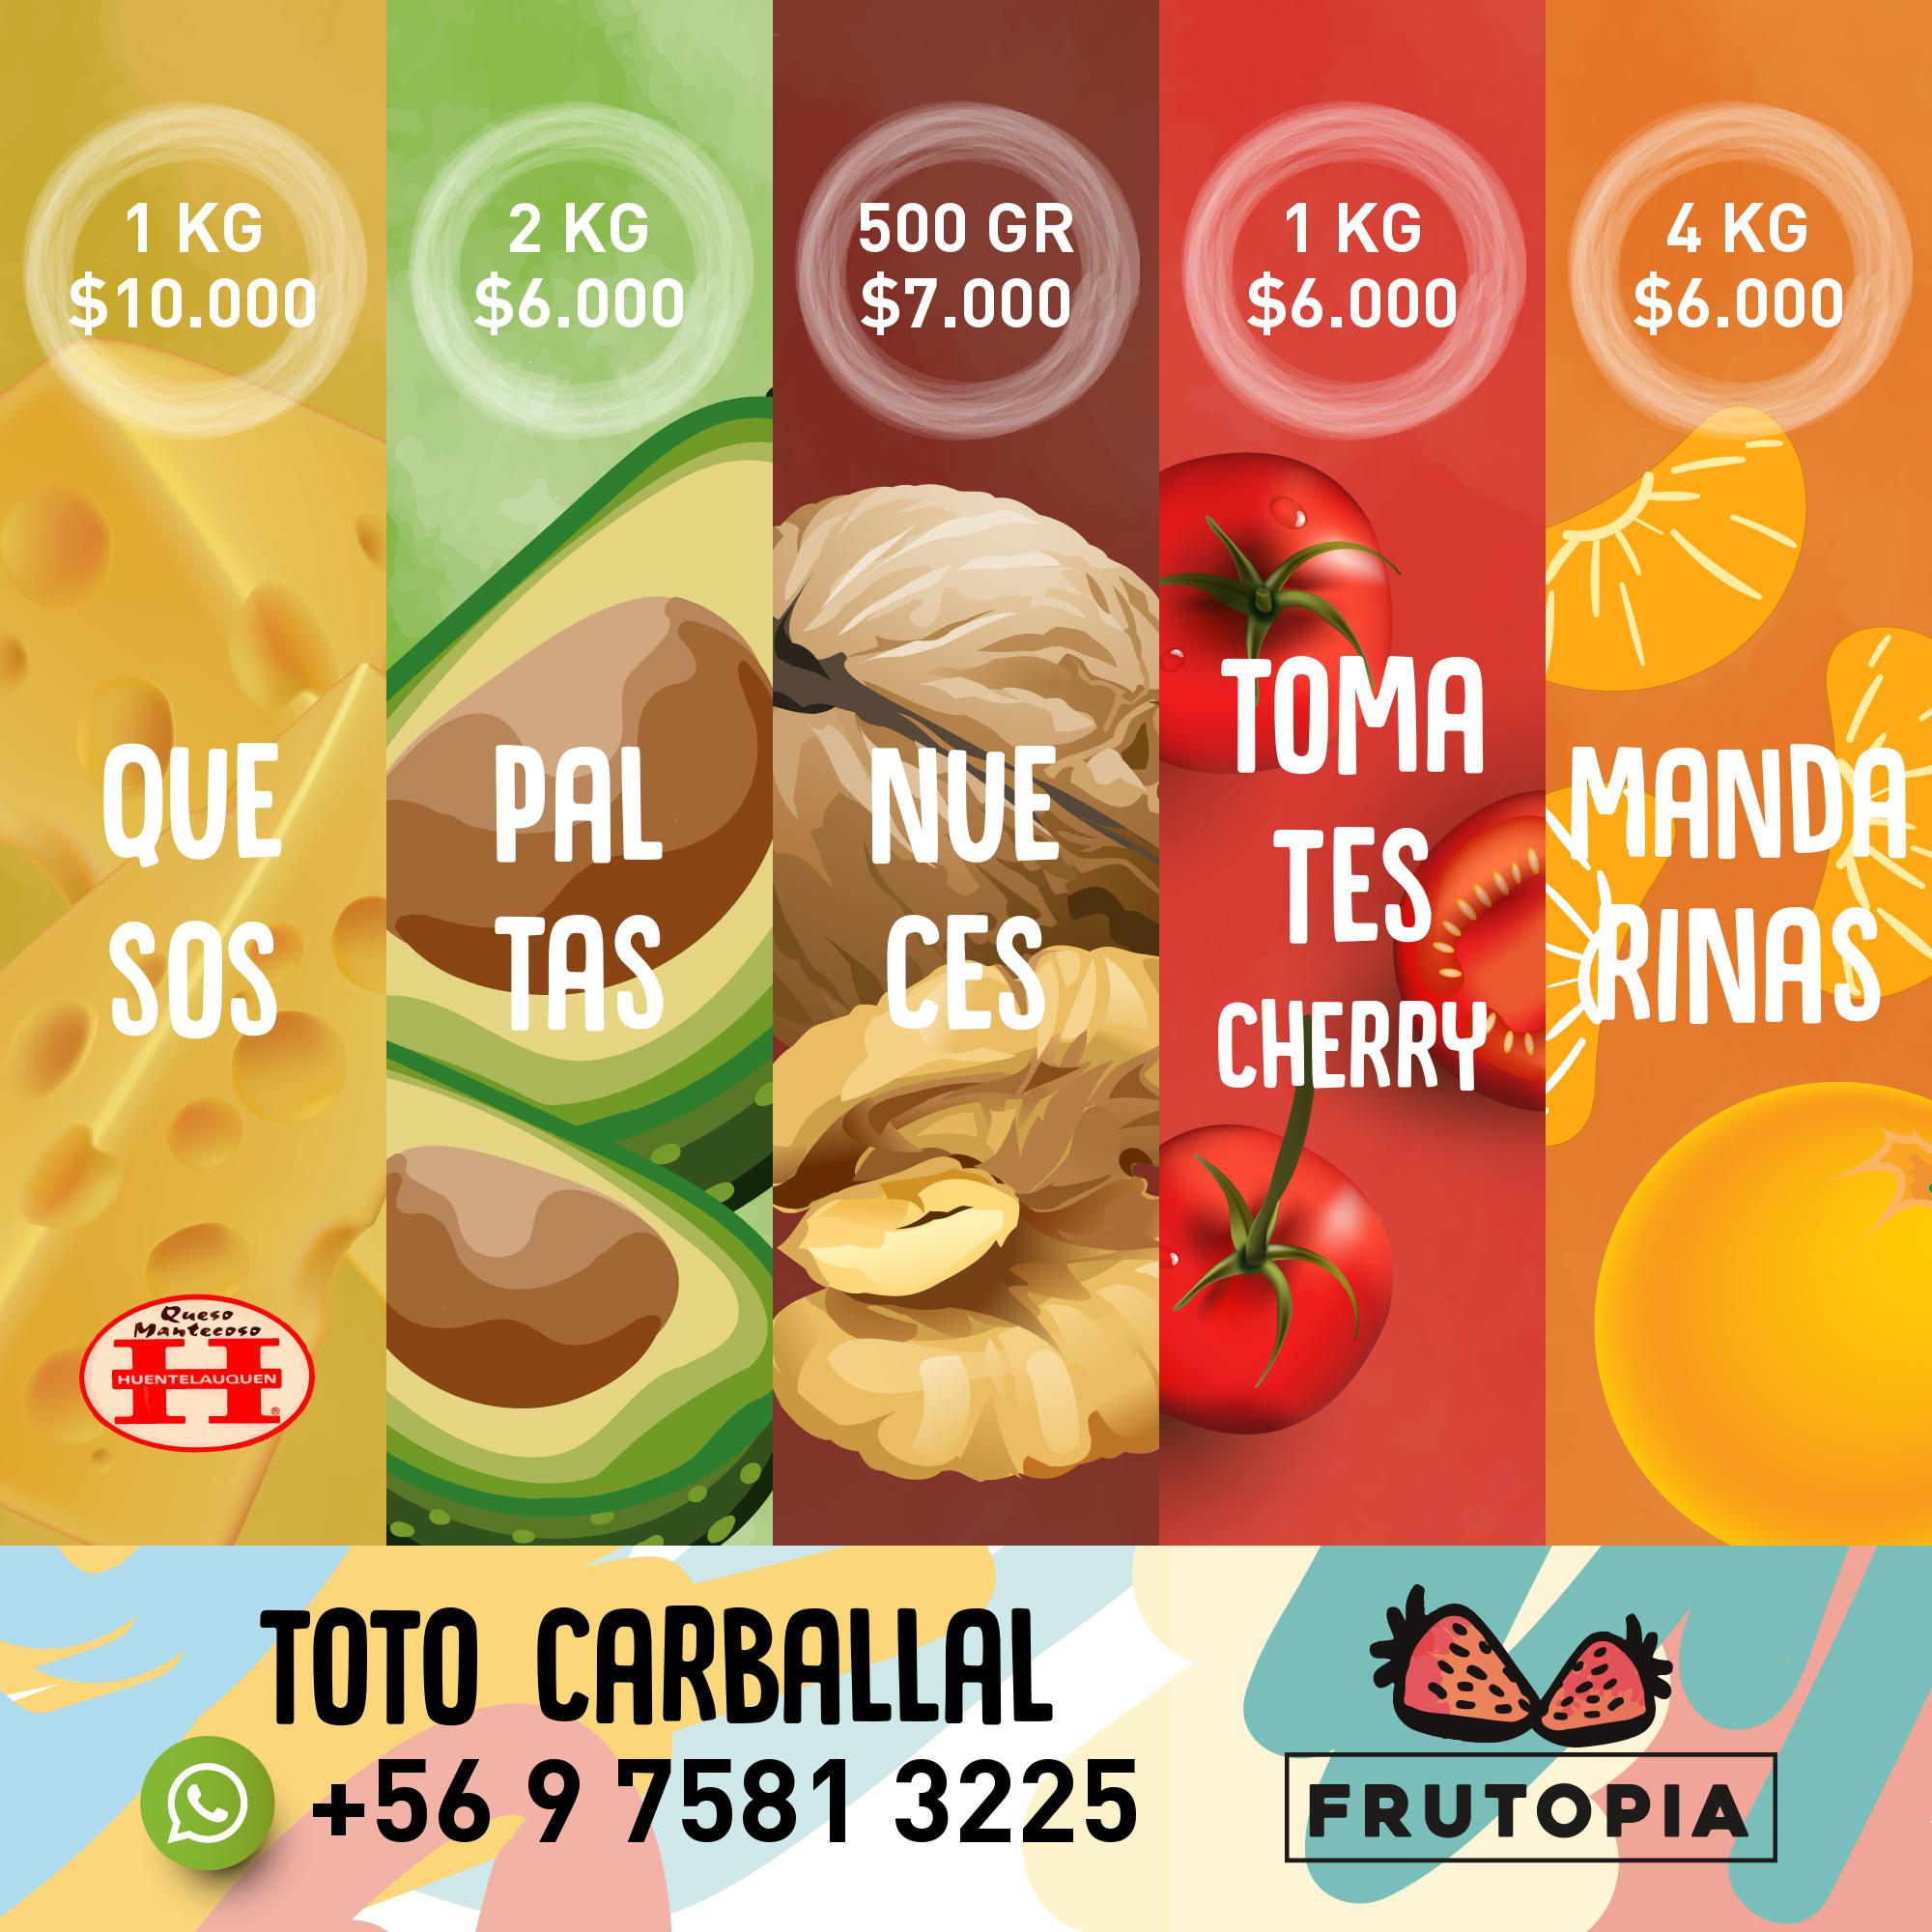 1 KG
$10.000
QUE
SOS
Queso
Mantecoso
H
HUENTELAUQUEN
®
2 KG
$6.000
PAL
TAS
500 GR
$7.000
NUE
CES
1 KG
$6.000
TOMA
TES
CHERRY
4 KG
$6.000
MANDA
RINAS
TOTO CARBALLAL
+56 9 7581 3225
FRUTOPIA